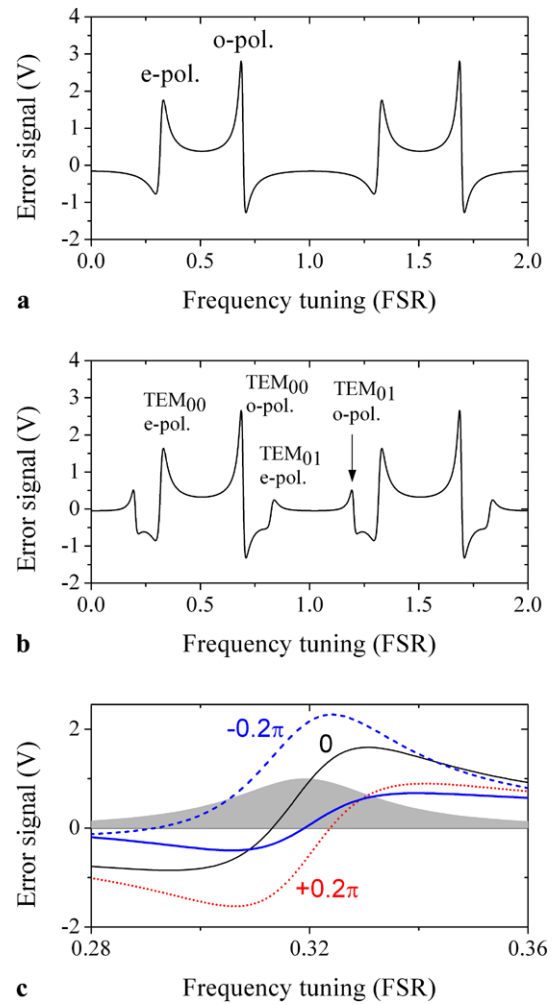 4
3
2
1
0
-1
-2
Error signal (V)
e-pol.
o-pol.
0.0
0.5
1.0
1.5
2.0
a
Frequency tuning (FSR)
4
3
2
1
0
-1
-2
Error signal (V)
TEM00
e-pol.
TEM00
o-pol.
TEM01
e-pol.
TEM01
o-pol.
0.0
0.5
1.0
1.5
2.0
b
Frequency tuning (FSR)
2
0
-2
Error signal (V)
-0.2π
0
+0.2π
0.28
0.32
0.36
c
Frequency tuning (FSR)